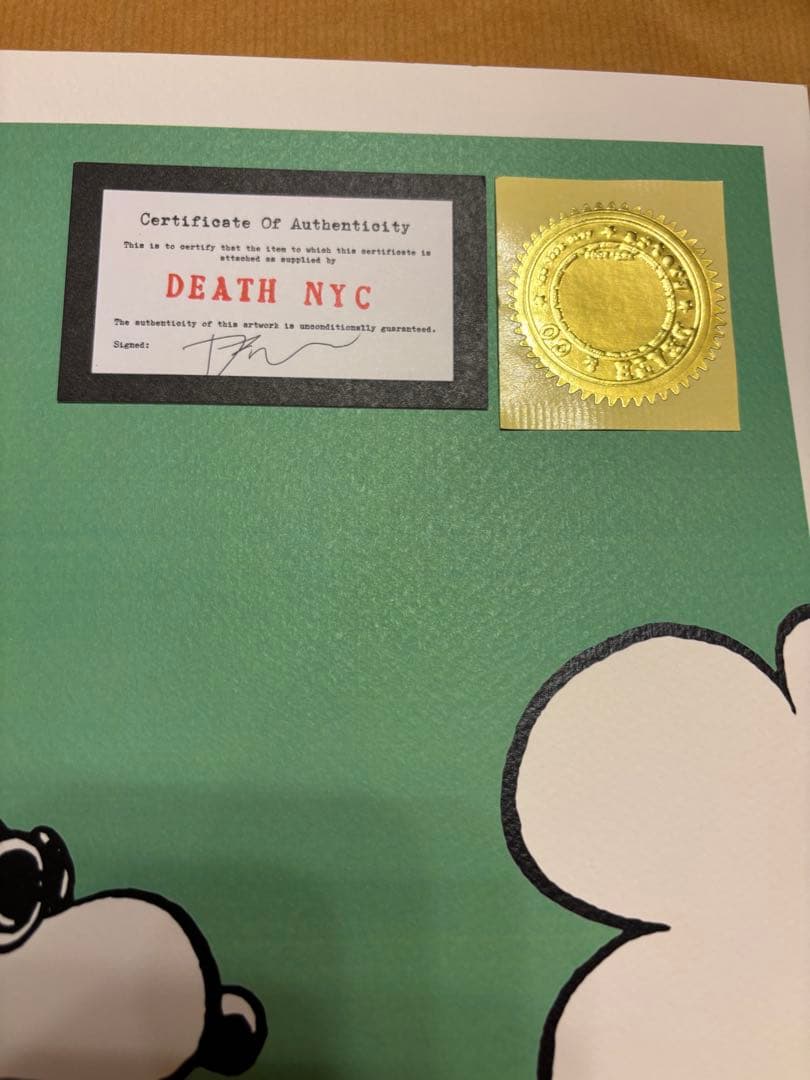 Certificate Of Authenticity
This is to certify that the item to which this certificate is
attached as supplied by
DEATH NYC
The authenticity of this artwork is unconditionally guaranteed.
Signed: